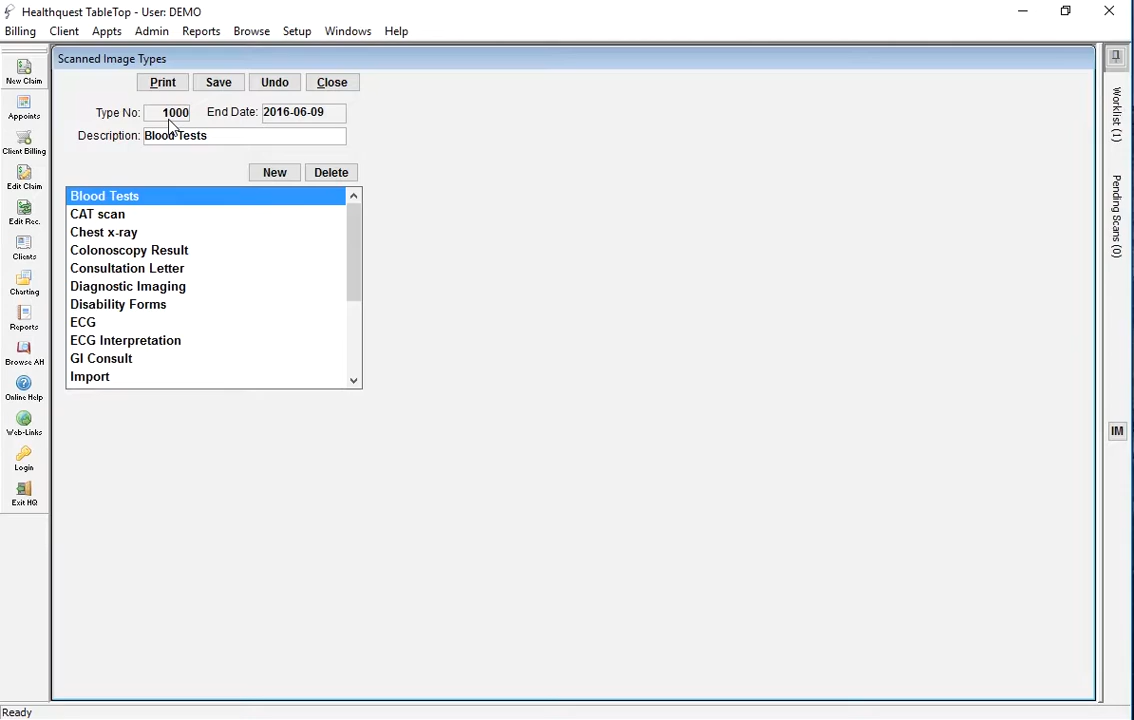 Healthquest TableTop - User: DEMO
Billing Client Appts Admin Reports Browse Setup Windows Help
New Claim
Appoints
Client Billing
Edit Claim
Edit Rec.
Clients
Charting
Reports
Browse AH
Online Help
Web-Links
Login
Exit HQ
Scanned Image Types
Print Save Undo Close
Type No: 1000 End Date: 2016-06-09
Description: Blood Tests
New Delete
Blood Tests
CAT scan
Chest x-ray
Colonoscopy Result
Consultation Letter
Diagnostic Imaging
Disability Forms
ECG
ECG Interpretation
GI Consult
Import
Worklist (1)
Pending Scans (0)
IM
Ready